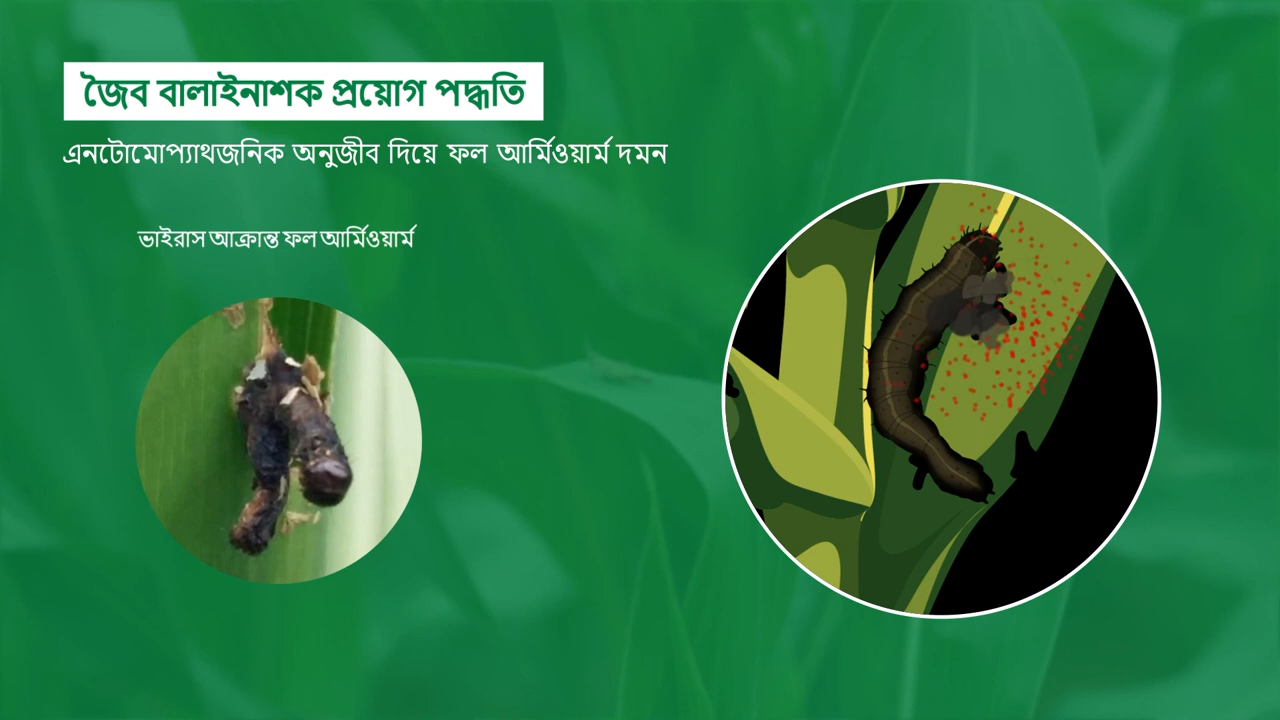 জৈব বালাইনাশক প্রয়োগ পদ্ধতি
এনটোমোপ্যাথজনিক অনুজীব দিয়ে ফল আর্মিওয়ার্ম দমন
ভাইরাস আক্রান্ত ফল আর্মিওয়ার্ম